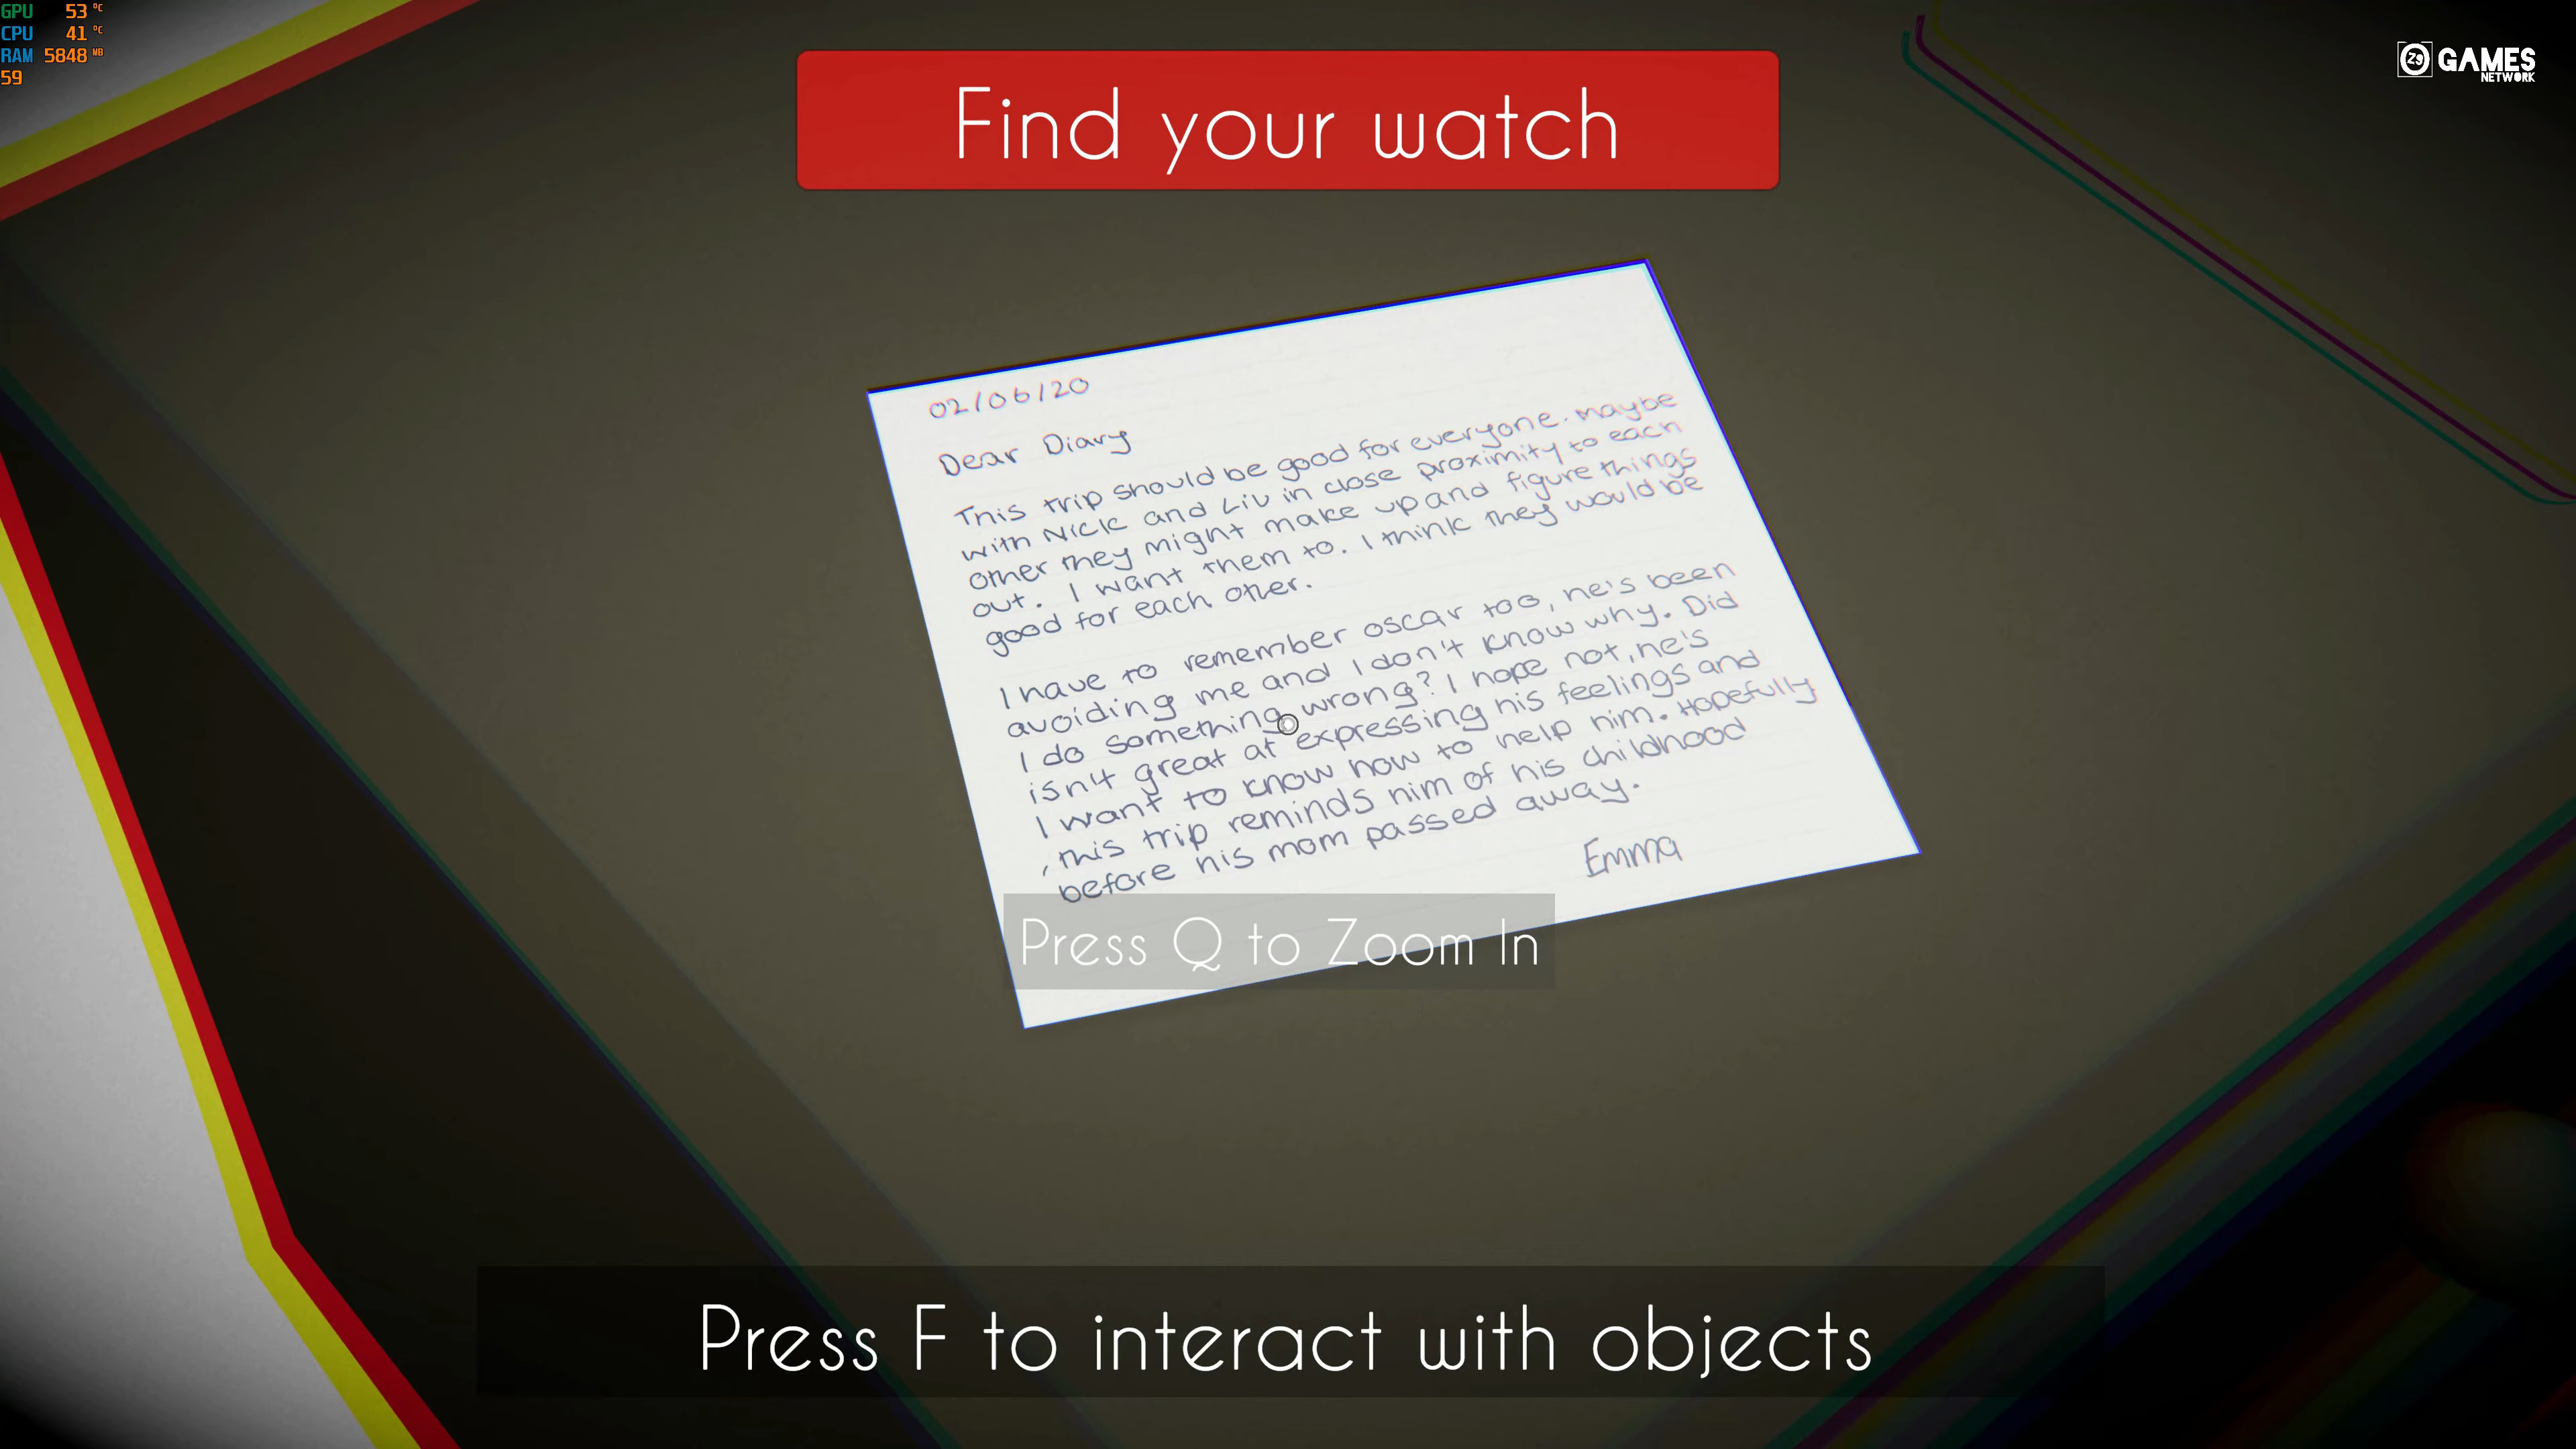 GPU 53 °C
CPU 41 °C
RAM 5848 MB
59
GAMES
NETWORK
Find your watch
02/06/20
Dear Diary
This trip should be good for everyone. Maybe
with Nick and Liv in close proximity to each
other they might make up and figure things
out. I want them to. I think they would be
good for each other.
I have to remember oscar too, he's been
avoiding me and I don't know why. Did
I do something wrong? I hope not, he's
isn't great at expressing his feelings and
I want to know how to help him. Hopefully
, this trip reminds him of his childhood
before his mom passed away.
Emma
Press Q to Zoom In
Press F to interact with objects